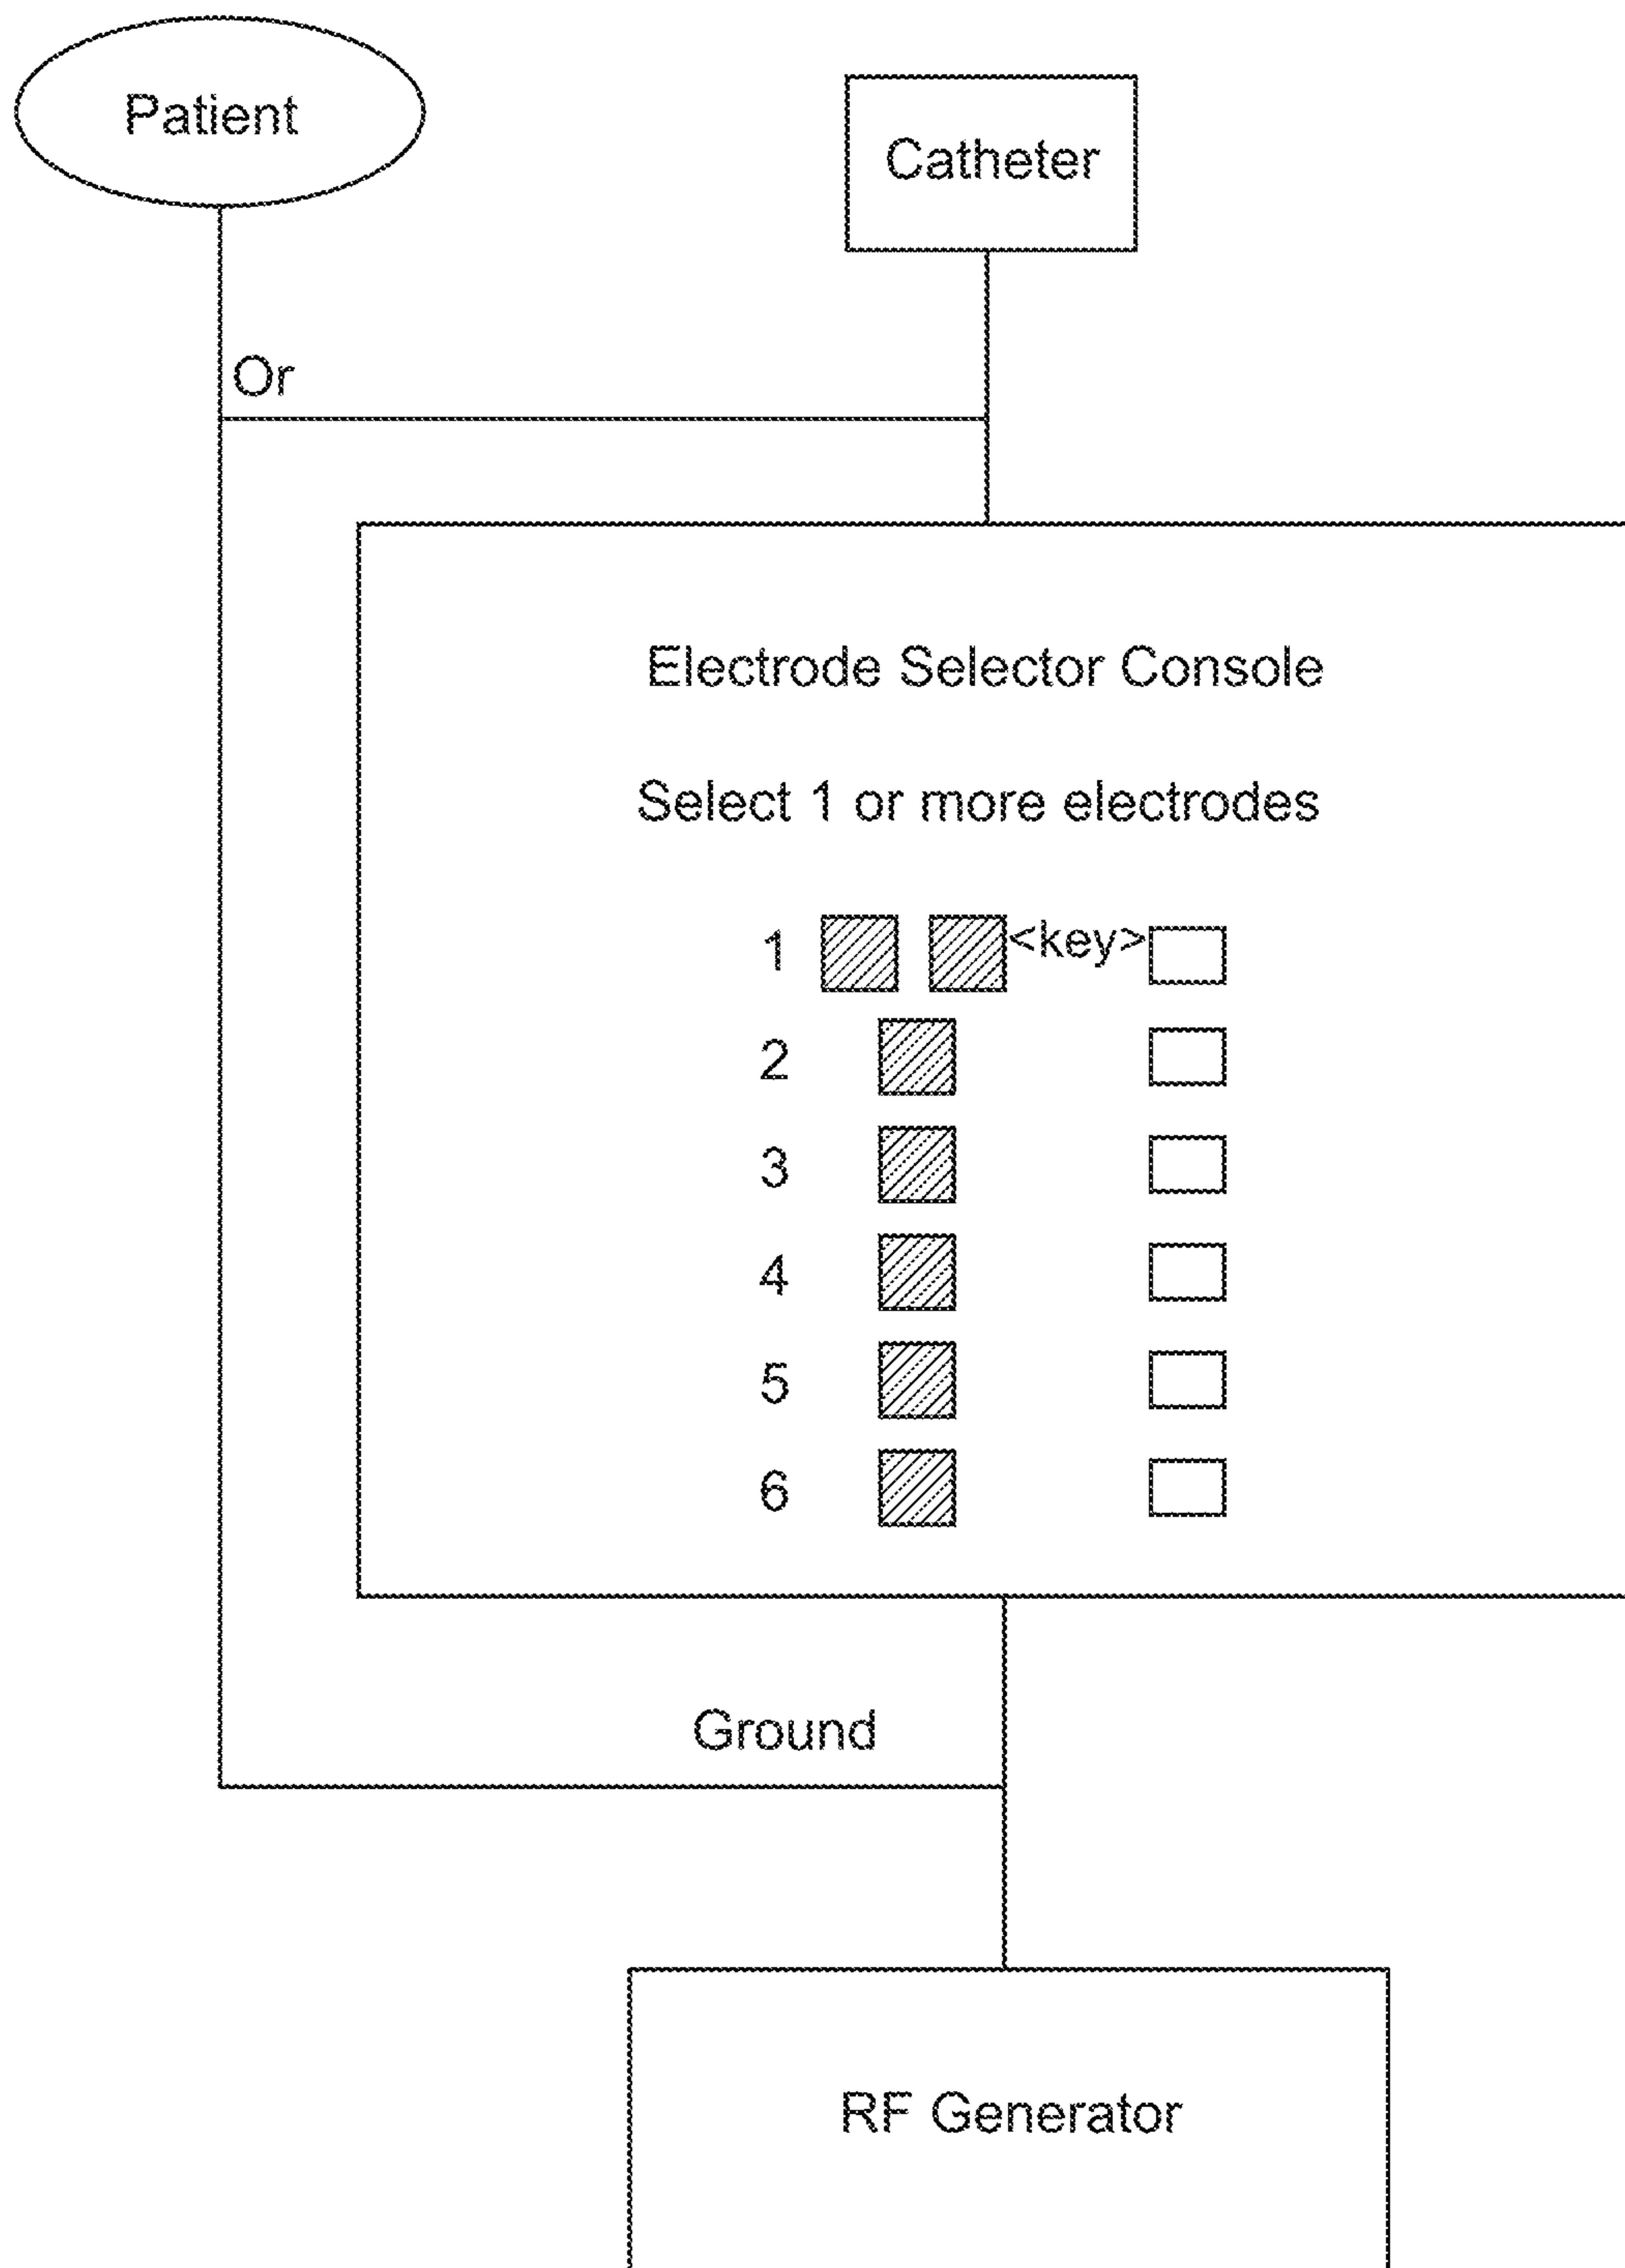 Patient
Catheter
Or
Electrode Selector Console
Select 1 or more electrodes
1 <key>
2
3
4
5
6
Ground
RF Generator